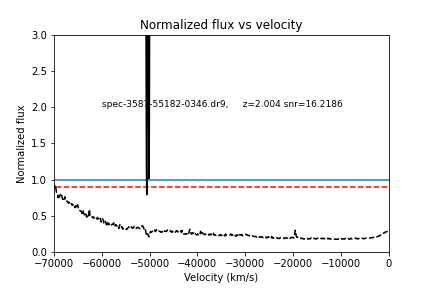 Normalized flux vs velocity
3.0
2.5
2.0
1.5
1.0
0.5
0.0
Normalized flux
spec-3587-55182-0346.dr9, z=2.004 snr=16.2186
−70000 −60000 −50000 −40000 −30000 −20000 −10000 0
Velocity (km/s)